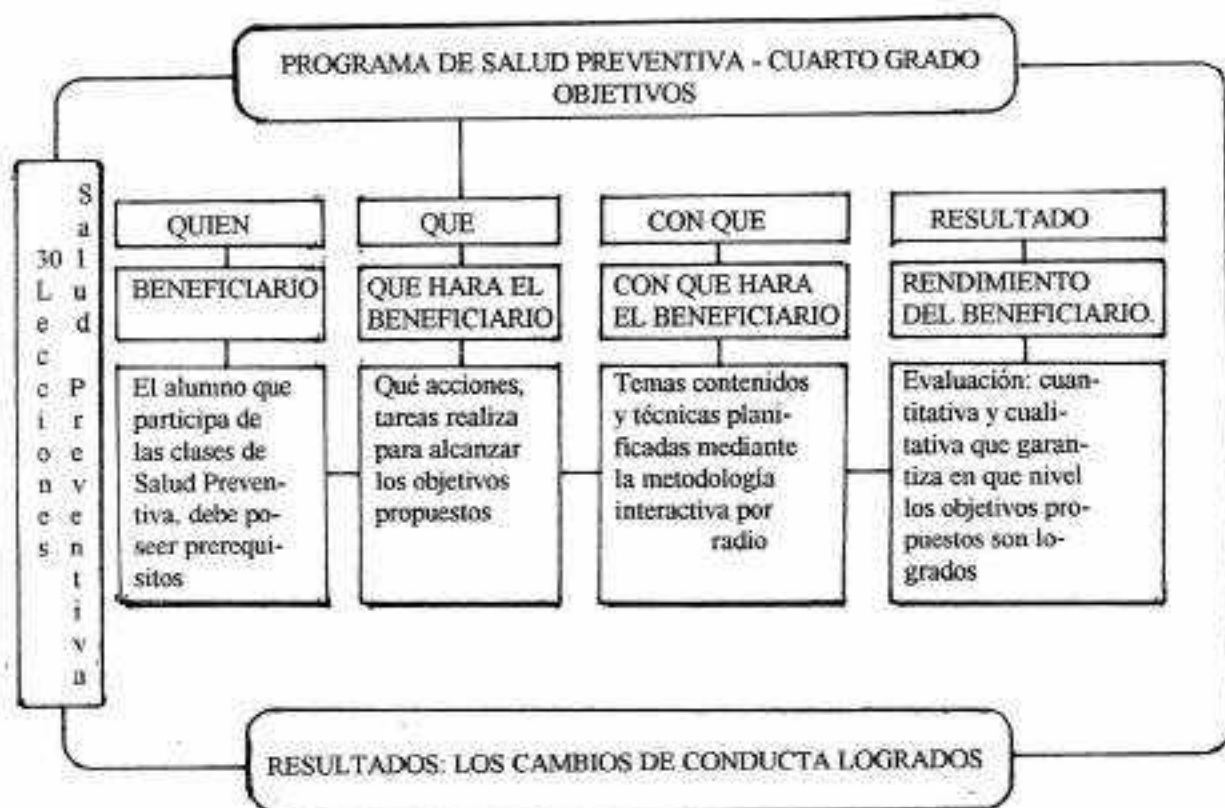 PROGRAMA DE SALUD PREVENTIVA - CUARTO GRADO
OBJETIVOS
30 Lecciones
Salud Preventiva
QUIEN
BENEFICIARIO
El alumno que
participa de
las clases de
Salud Preven-
tiva, debe po-
seer prerequi-
sitos
QUE
QUE HARA EL
BENEFICIARIO
Qué acciones,
tareas realiza
para alcanzar
los objetivos
propuestos
CON QUE
CON QUE HARA
EL BENEFICIARIO
Temas contenidos
y técnicas plani-
ficadas mediante
la metodología
interactiva por
radio
RESULTADO
RENDIMIENTO
DEL BENEFICIARIO.
Evaluación: cuan-
titativa y cuali-
tativa que garan-
tiza en que nivel
los objetivos pro-
puestos son lo-
grados
RESULTADOS: LOS CAMBIOS DE CONDUCTA LOGRADOS